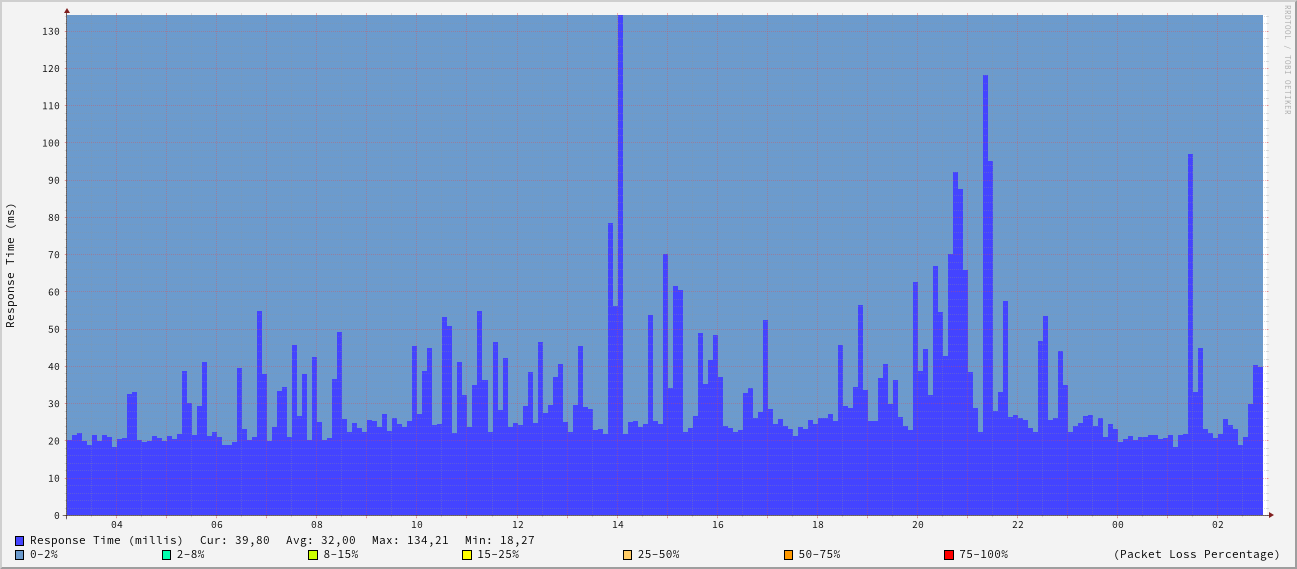 RRDTOOL / TOBI OETIKER
Response Time (ms)
130
120
110
100
90
80
70
60
50
40
30
20
10
0
04 06 08 10 12 14 16 18 20 22 00 02
Response Time (millis) Cur: 39,80 Avg: 32,00 Max: 134,21 Min: 18,27
0-2% 2-8% 8-15% 15-25% 25-50% 50-75% 75-100% (Packet Loss Percentage)